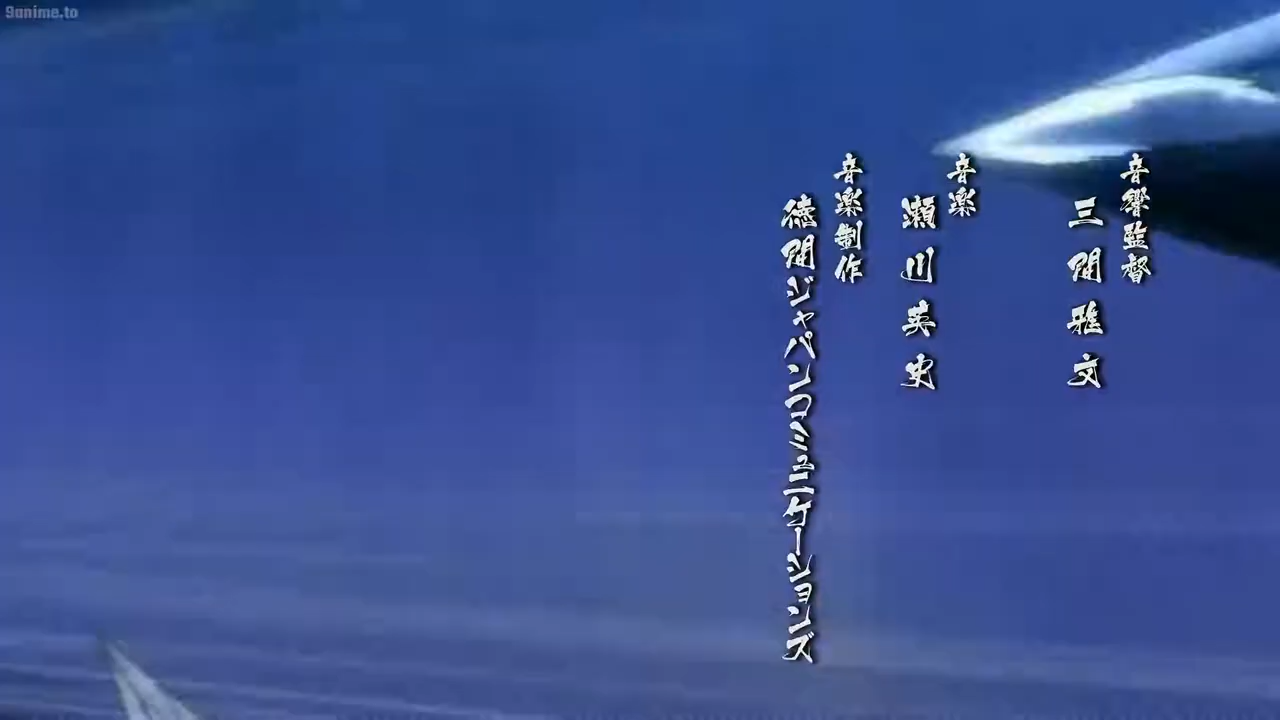 9anime.to
音響監督
三間雅文
音楽
瀬川英史
音楽制作
徳間ジャパンコミュニケーションズ